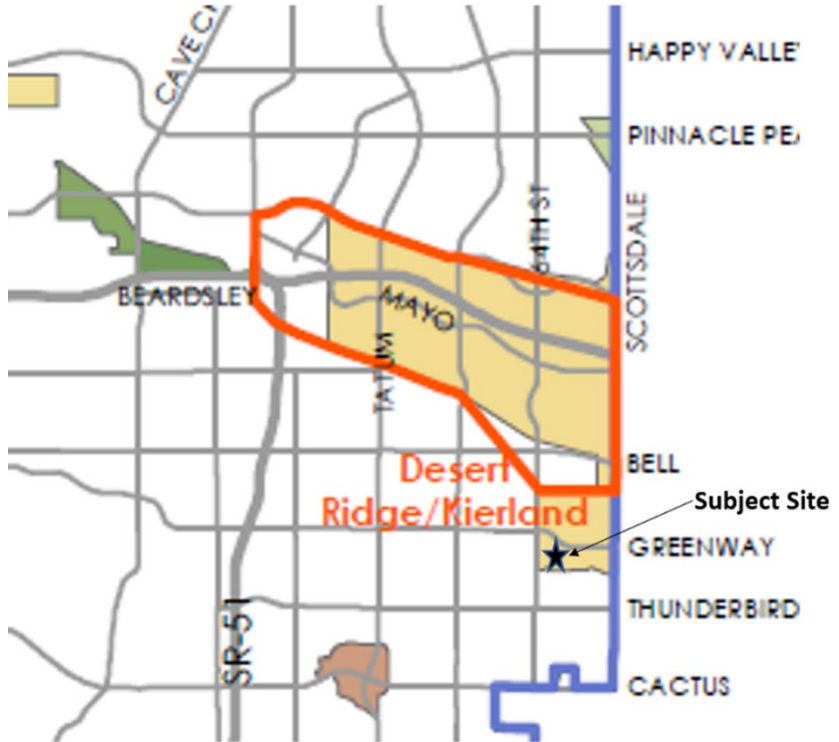 CAVE C
HAPPY VALLE
PINNACLE PE
64TH ST
SCOTTSDALE
BEARDSLEY
MAYO
TATUM
BELL
Desert
Ridge/Kierland
Subject Site
GREENWAY
THUNDERBIRD
SR-51
CACTUS